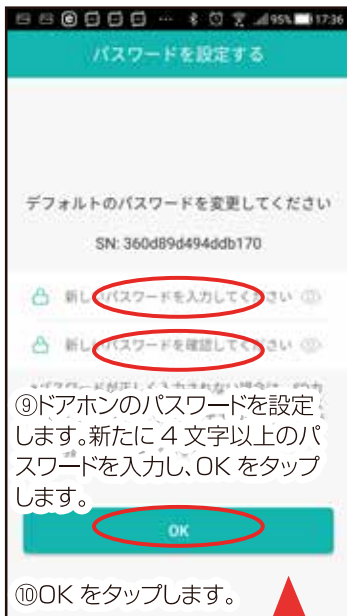 95% 17:36
パスワードを設定する
デフォルトのパスワードを変更してください
SN: 360d89d494ddb170
新しいパスワードを入力してください
新しいパスワードを確認してください
⑨ドアホンのパスワードを設定
します。新たに 4 文字以上のパ
スワードを入力し、OK をタップ
します。
OK
⑩OK をタップします。